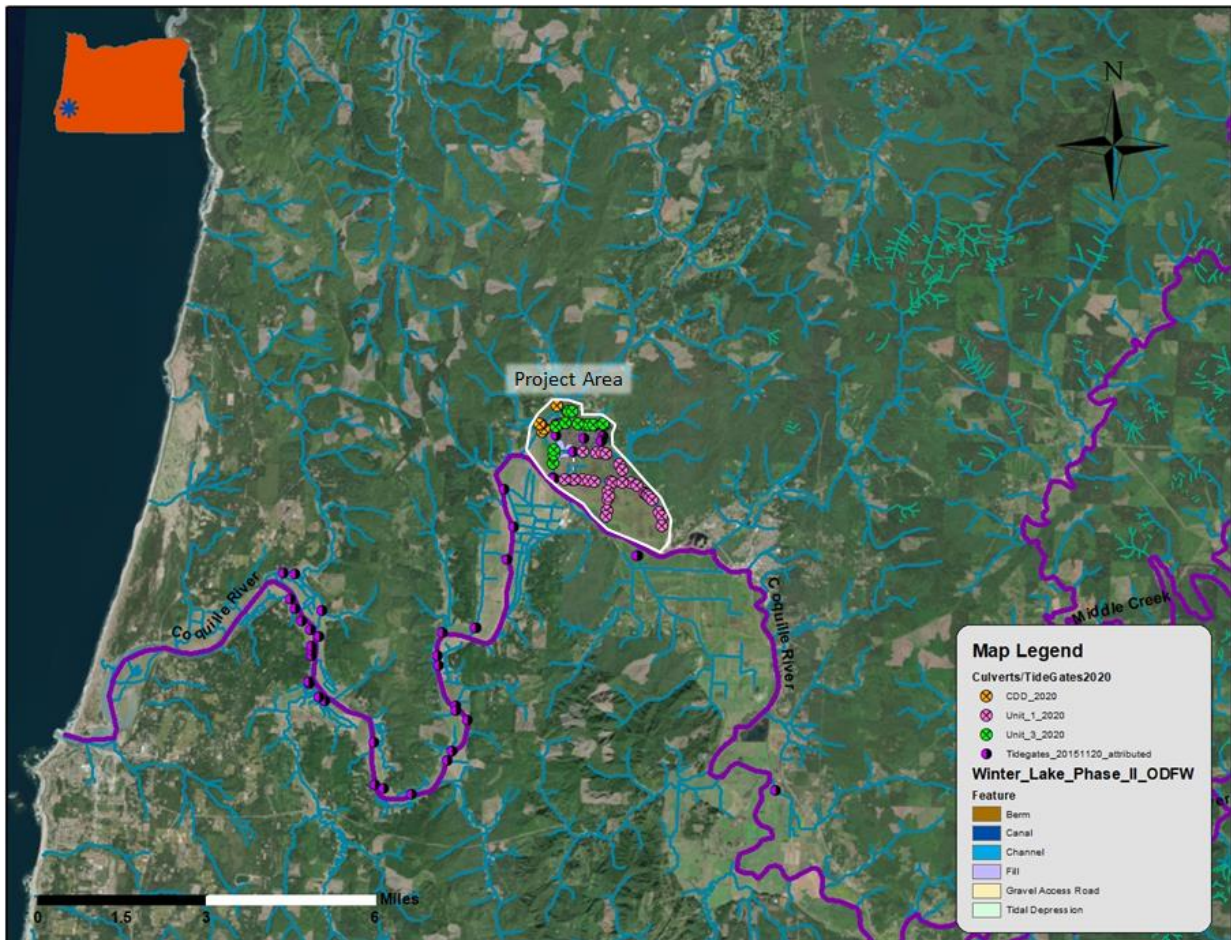 N
Project Area
Coquille River
Coquille River
Middle Creek
Map Legend
Culverts/TideGates2020
CDD_2020
Unit_1_2020
Unit_3_2020
Tidegates_20151120_attributed
Winter_Lake_Phase_II_ODFW
Feature
Berm
Canal
Channel
Fill
Gravel Access Road
Tidal Depression
Miles
0 1.5 3 6